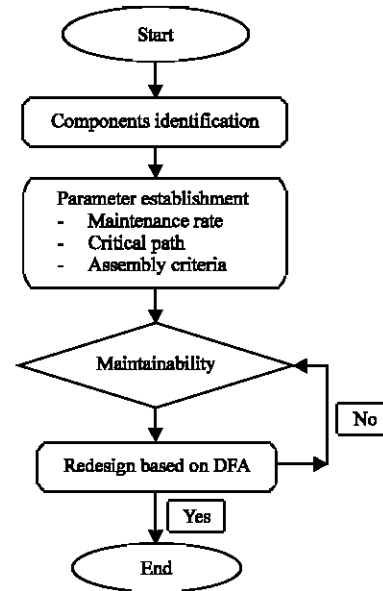 Start
Components identification
Parameter establishment
- Maintenance rate
- Critical path
- Assembly criteria
Maintainability
No
Redesign based on DFA
Yes
End